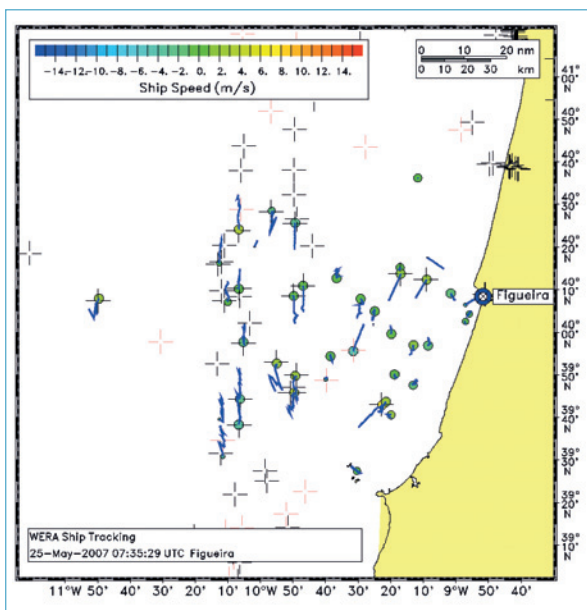 -14.-12.-10.-8. -6. -4. -2. 0. 2. 4. 6. 8. 10. 12. 14.
Ship Speed (m/s)
0 10 20 nm
0 10 20 30 km
41°
00' N
40°
50' N
40°
40' N
40°
30' N
40°
20' N
40°
10' N
Figueira
40°
00' N
39°
50' N
39°
40' N
39°
30' N
39°
20' N
39°
10' N
WERA Ship Tracking
25-May-2007 07:35:29 UTC Figueira
11°W 50' 40' 30' 20' 10' 10°W 50' 40' 30' 20' 10' 9°W 50' 40'